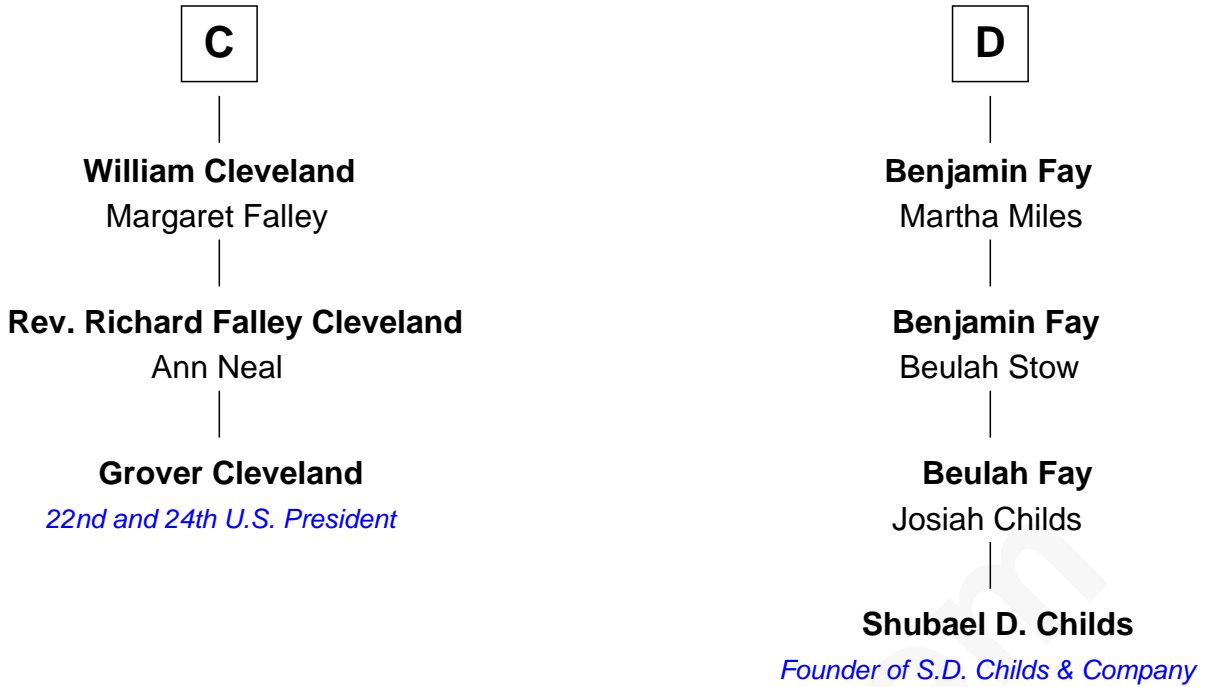 C
William Cleveland
Margaret Falley
Rev. Richard Falley Cleveland
Ann Neal
Grover Cleveland
22nd and 24th U.S. President
D
Benjamin Fay
Martha Miles
Benjamin Fay
Beulah Stow
Beulah Fay
Josiah Childs
Shubael D. Childs
Founder of S.D. Childs & Company